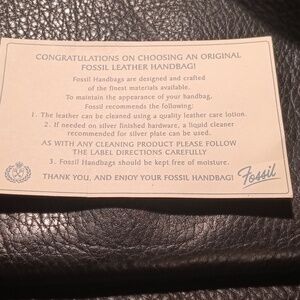 CONGRATULATIONS ON CHOOSING AN ORIGINAL
FOSSIL LEATHER HANDBAG!
Fossil Handbags are designed and crafted
of the finest materials available.
To maintain the appearance of your handbag,
Fossil recommends the following:
1. The leather can be cleaned using a quality leather care lotion.
2. If needed on silver finished hardware, a liquid cleaner
recommended for silver plate can be used.
AS WITH ANY CLEANING PRODUCT PLEASE FOLLOW
THE LABEL DIRECTIONS CAREFULLY
3. Fossil Handbags should be kept free of moisture.
THANK YOU, AND ENJOY YOUR FOSSIL HANDBAG!
Fossil